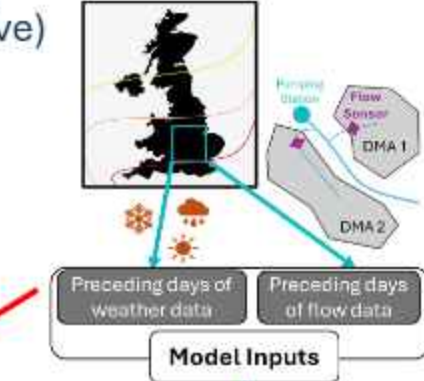 ve)
Pumping
Station
Flow
Sensor
DMA 1
DMA 2
Preceding days of
weather data
Preceding days
of flow data
Model Inputs